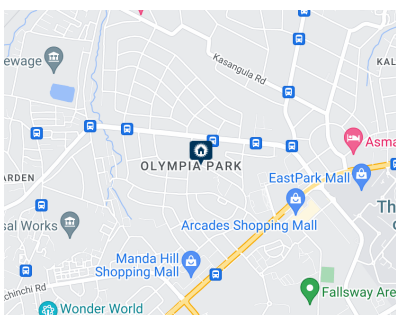 Kasangula Rd
ewage
KAL
Asma
OLYMPIA PARK
EastPark Mall
ARDEN
Th
Arcades Shopping Mall
sal Works
Manda Hill
Shopping Mall
chinchi Rd
Fallsway Are
Wonder World